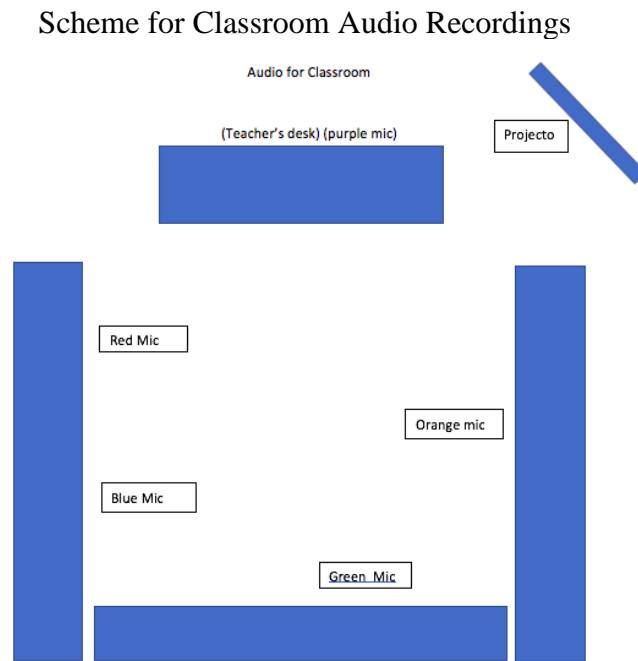 Scheme for Classroom Audio Recordings
Audio for Classroom
(Teacher's desk) (purple mic)
Projecto
Red Mic
Orange mic
Blue Mic
Green Mic